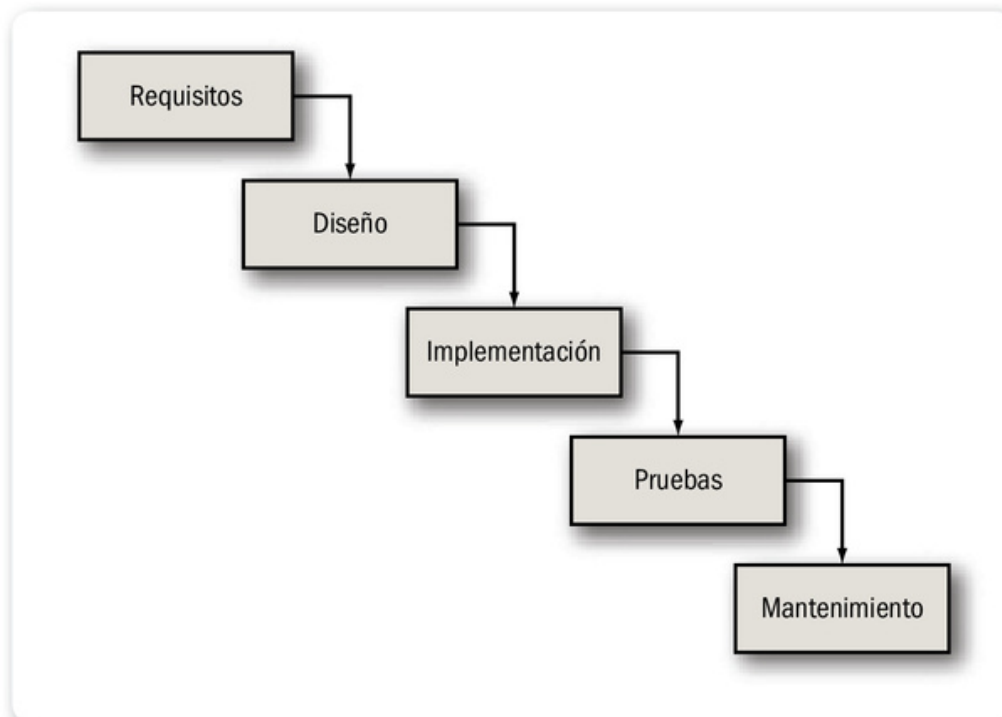 Requisitos
Diseño
Implementación
Pruebas
Mantenimiento